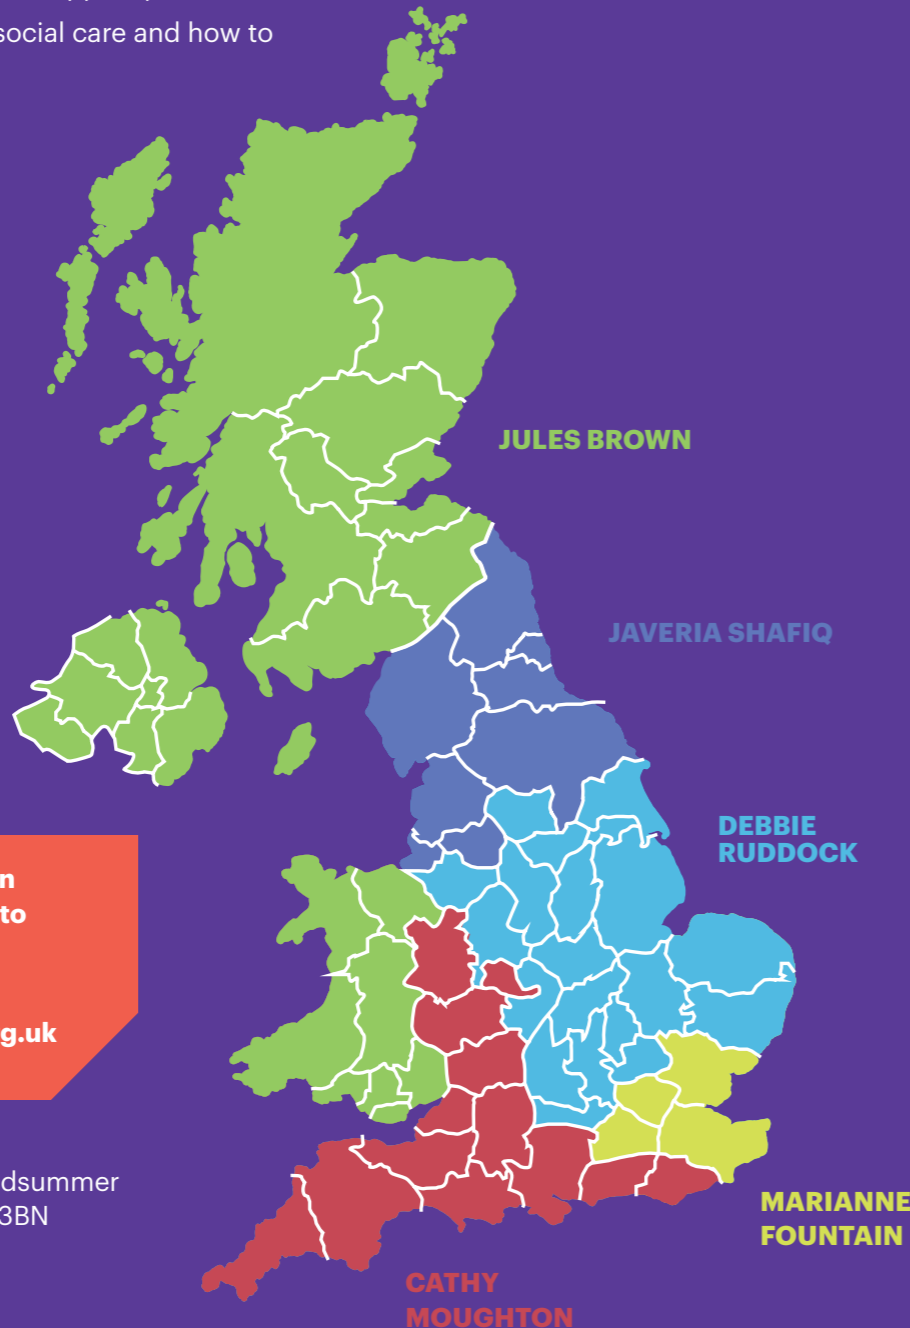 social care and how to
JULES BROWN
JAVERIA SHAFIQ
DEBBIE
RUDDOCK
n
to
g.uk
dsummer
3BN
MARIANNE
FOUNTAIN
CATHY
MOUGHTON